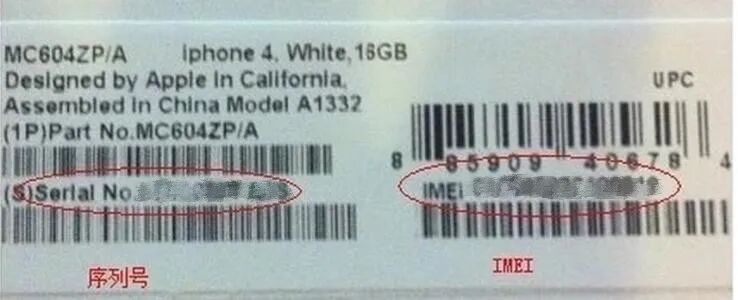 MC604ZP/A iphone 4, White,16GB
Designed by Apple in California,
Assembled in China Model A1332
(1P)Part No.MC604ZP/A
(S)Serial No
UPC
8 85909 40678 4
IMEI
序列号
IMEI